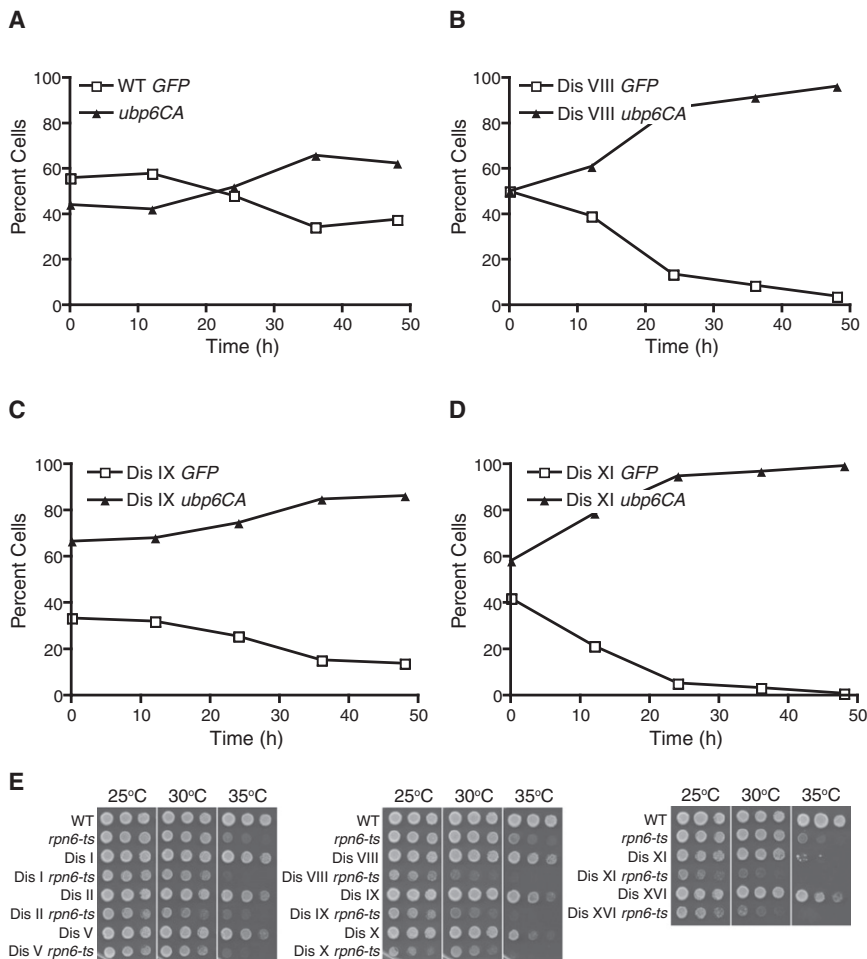 A
100
80
60
40
20
0
Percent Cells
WT GFP
ubp6CA
0 10 20 30 40 50
Time (h)
B
100
80
60
40
20
0
Percent Cells
Dis VIII GFP
Dis VIII ubp6CA
0 10 20 30 40 50
Time (h)
C
100
80
60
40
20
0
Percent Cells
Dis IX GFP
Dis IX ubp6CA
0 10 20 30 40 50
Time (h)
D
100
80
60
40
20
0
Percent Cells
Dis XI GFP
Dis XI ubp6CA
0 10 20 30 40 50
Time (h)
E
25°C 30°C 35°C
WT
rpn6-ts
Dis I
Dis I rpn6-ts
Dis II
Dis II rpn6-ts
Dis V
Dis V rpn6-ts
25°C 30°C 35°C
WT
rpn6-ts
Dis VIII
Dis VIII rpn6-ts
Dis IX
Dis IX rpn6-ts
Dis X
Dis X rpn6-ts
25°C 30°C 35°C
WT
rpn6-ts
Dis XI
Dis XI rpn6-ts
Dis XVI
Dis XVI rpn6-ts